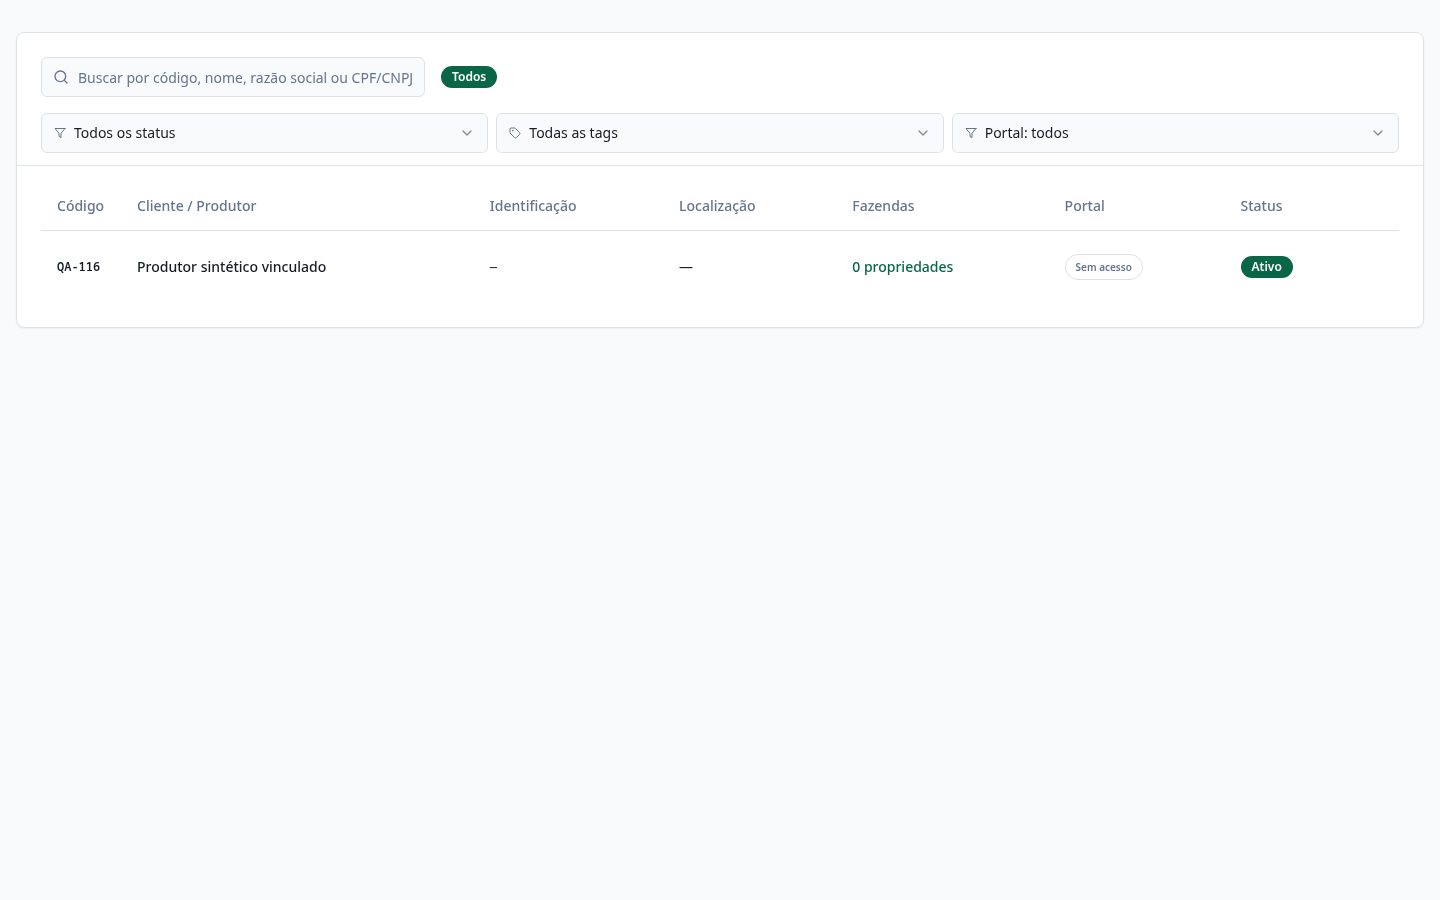 Buscar por código, nome, razão social ou CPF/CNPJ Todos
Todos os status Todas as tags Portal: todos
Código Cliente / Produtor Identificação Localização Fazendas Portal Status
QA-116 Produtor sintético vinculado – — 0 propriedades Sem acesso Ativo